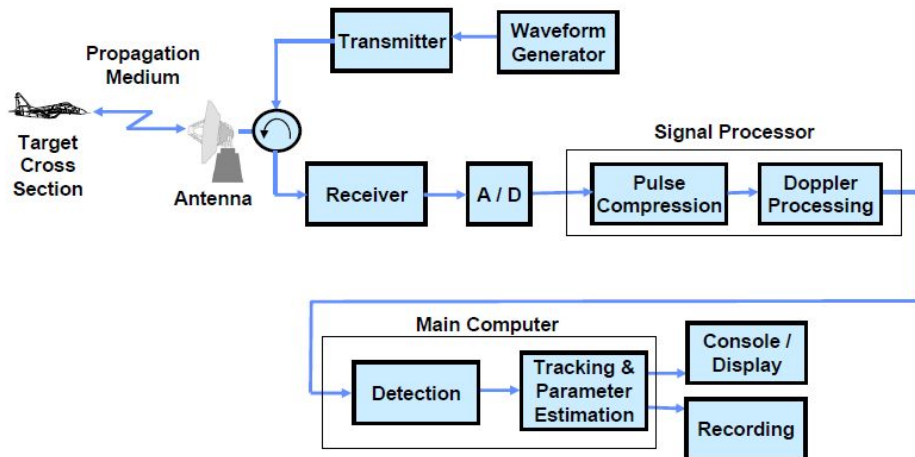 Transmitter
Waveform
Generator
Propagation
Medium
Target
Cross
Section
Antenna
Receiver
A / D
Signal Processor
Pulse
Compression
Doppler
Processing
Main Computer
Detection
Tracking &
Parameter
Estimation
Console /
Display
Recording